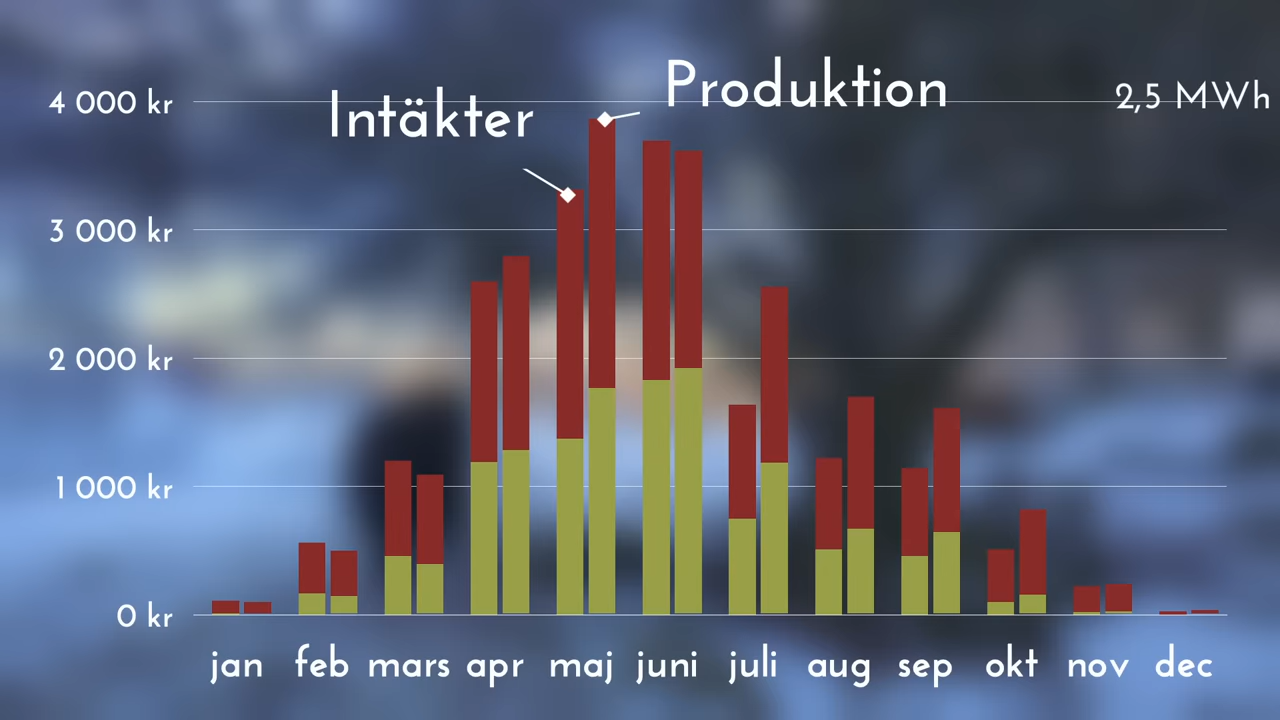 Produktion
Intäkter
4 000 kr
2,5 MWh
3 000 kr
2 000 kr
1 000 kr
0 kr
jan feb mars apr maj juni juli aug sep okt nov dec